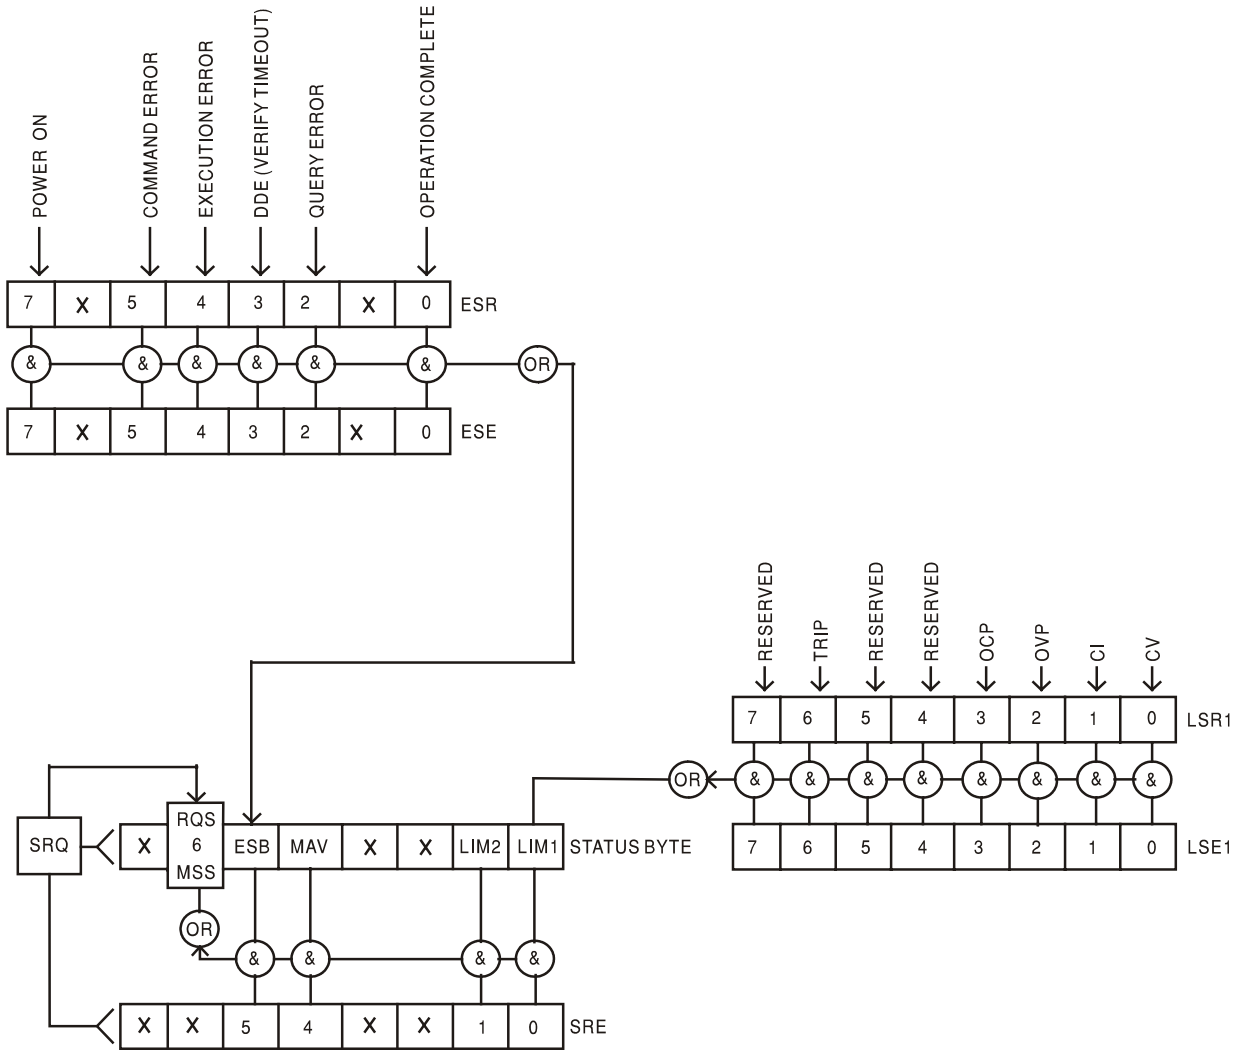 POWER ON
COMMAND ERROR
EXECUTION ERROR
DDE (VERIFY TIMEOUT)
QUERY ERROR
OPERATION COMPLETE
7 X 5 4 3 2 X 0 ESR
& & & & & & OR
7 X 5 4 3 2 X 0 ESE
RESERVED
TRIP
RESERVED
RESERVED
OCP
OVP
CI
CV
7 6 5 4 3 2 1 0 LSR1
OR & & & & & & & &
7 6 5 4 3 2 1 0 LSE1
SRQ
X
RQS
6
MSS
ESB MAV X X LIM2 LIM1 STATUS BYTE
OR
& & & &
X X 5 4 X X 1 0 SRE